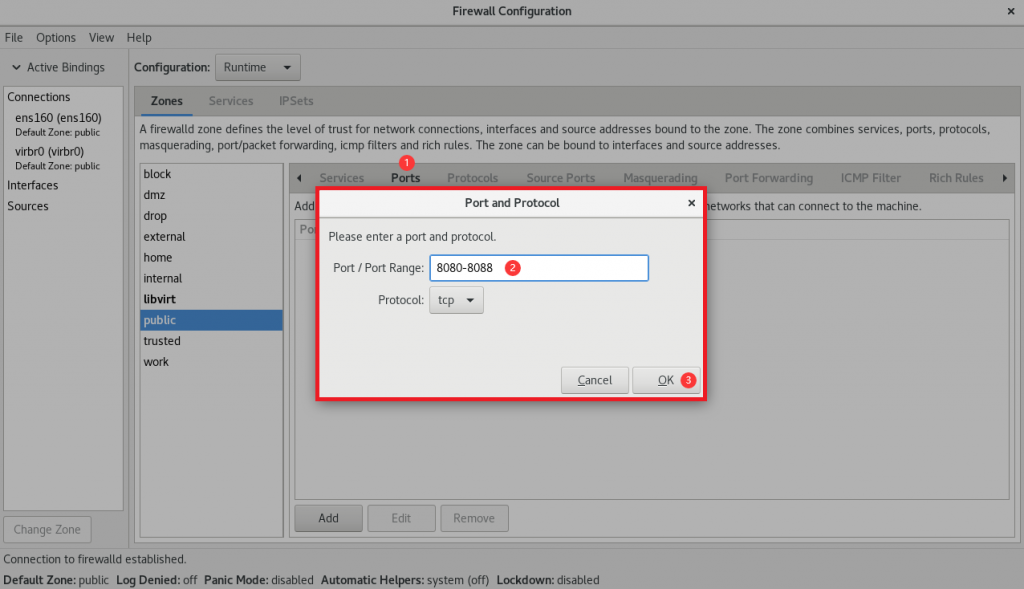 Firewall Configuration ×
File Options View Help
Active Bindings
Configuration: Runtime
Connections
ens160 (ens160)
Default Zone: public
virbr0 (virbr0)
Default Zone: public
Interfaces
Sources
Change Zone
Zones Services IPSets
A firewalld zone defines the level of trust for network connections, interfaces and source addresses bound to the zone. The zone combines services, ports, protocols,
masquerading, port/packet forwarding, icmp filters and rich rules. The zone can be bound to interfaces and source addresses.
block
dmz
drop
external
home
internal
libvirt
public
trusted
work
1
Services Ports Protocols Source Ports Masquerading Port Forwarding ICMP Filter Rich Rules
Add networks that can connect to the machine.
Port and Protocol ×
Please enter a port and protocol.
Port / Port Range: 8080-8088 2
Protocol: tcp
Cancel OK 3
Add Edit Remove
Connection to firewalld established.
Default Zone: public Log Denied: off Panic Mode: disabled Automatic Helpers: system (off) Lockdown: disabled